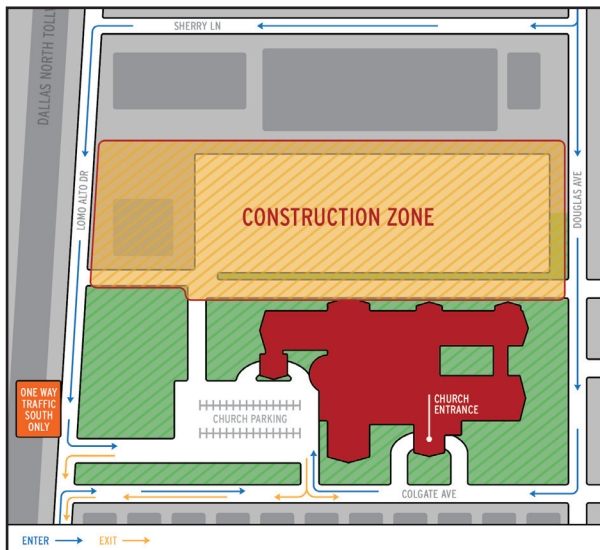 SHERRY LN
DALLAS NORTH TOLL
LOMO ALTO DR
DOUGLAS AVE
CONSTRUCTION ZONE
ONE WAY
TRAFFIC
SOUTH
ONLY
CHURCH
ENTRANCE
CHURCH PARKING
COLGATE AVE
ENTER
EXIT